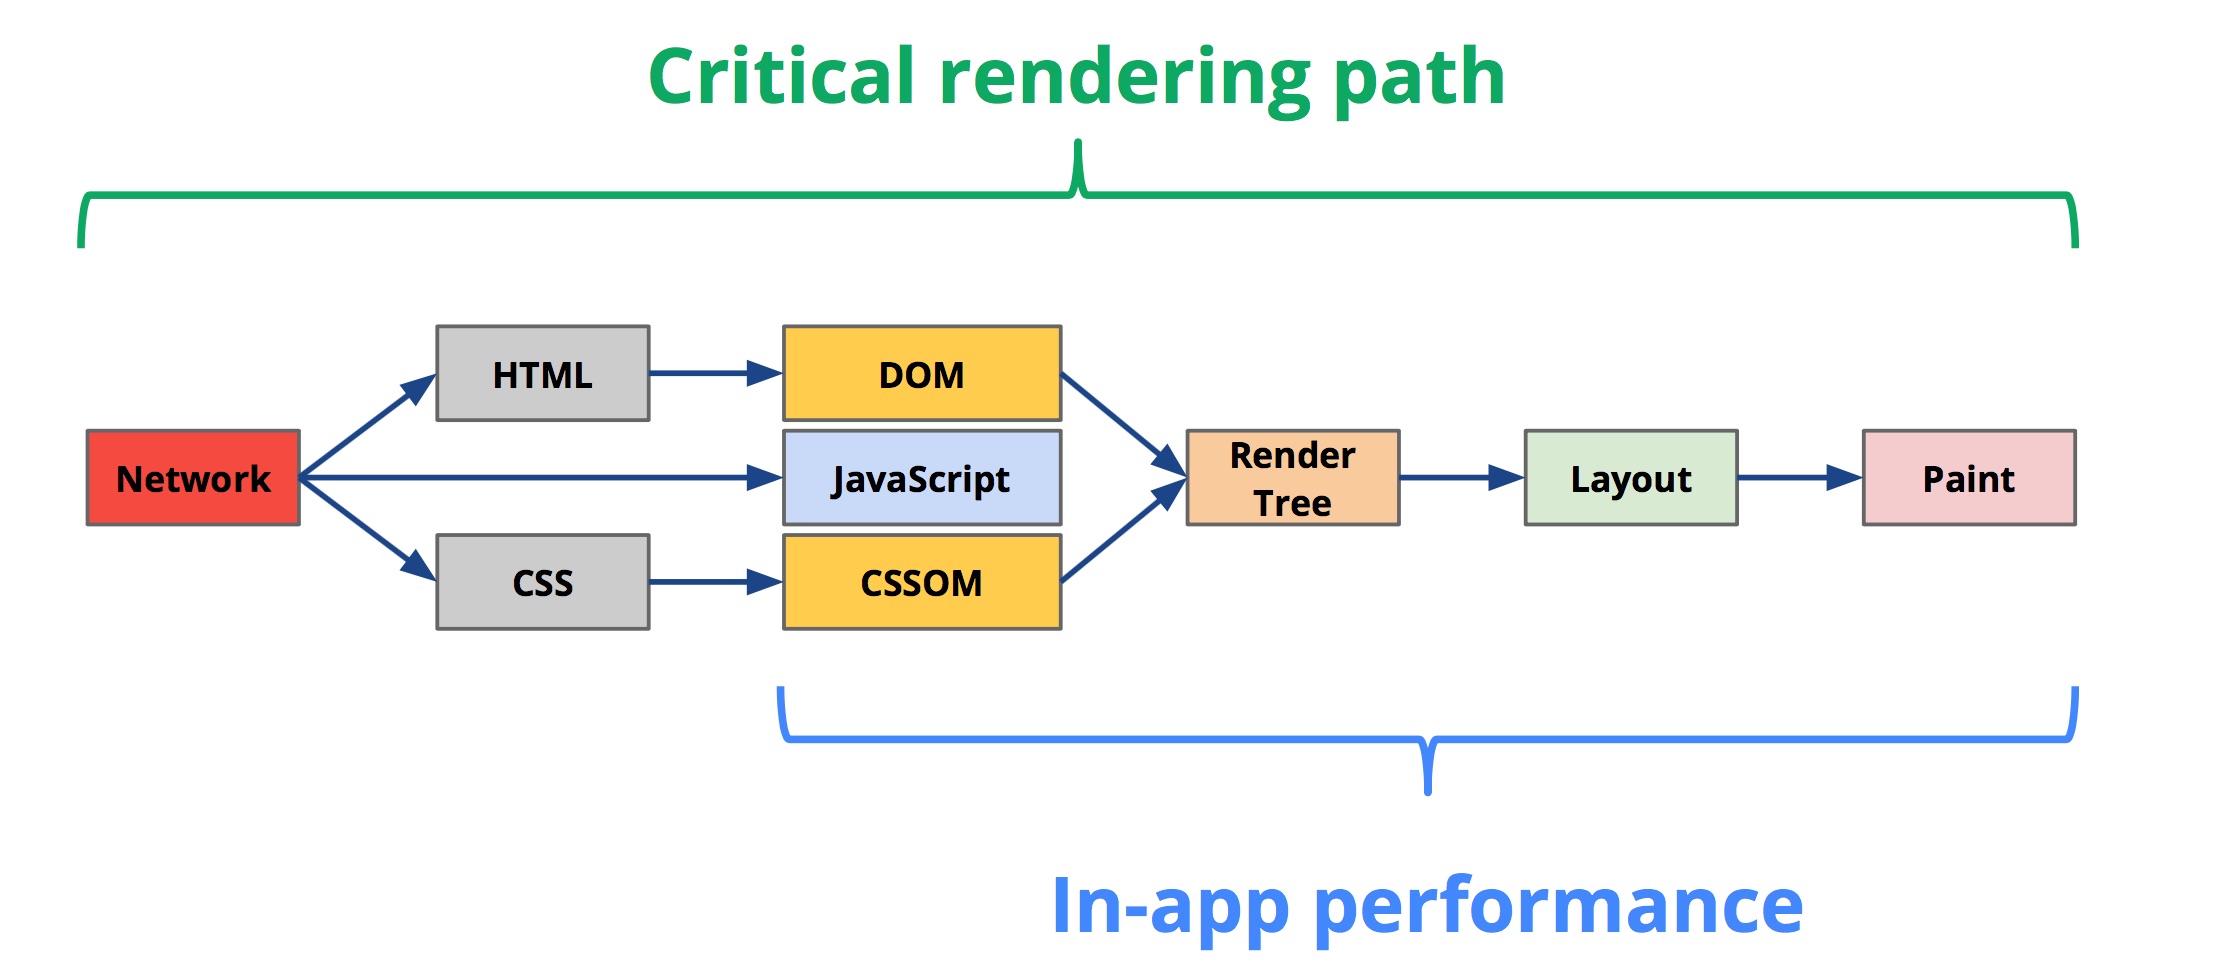 Critical rendering path
HTML
DOM
Network
JavaScript
Render
Tree
Layout
Paint
CSS
CSSOM
In-app performance